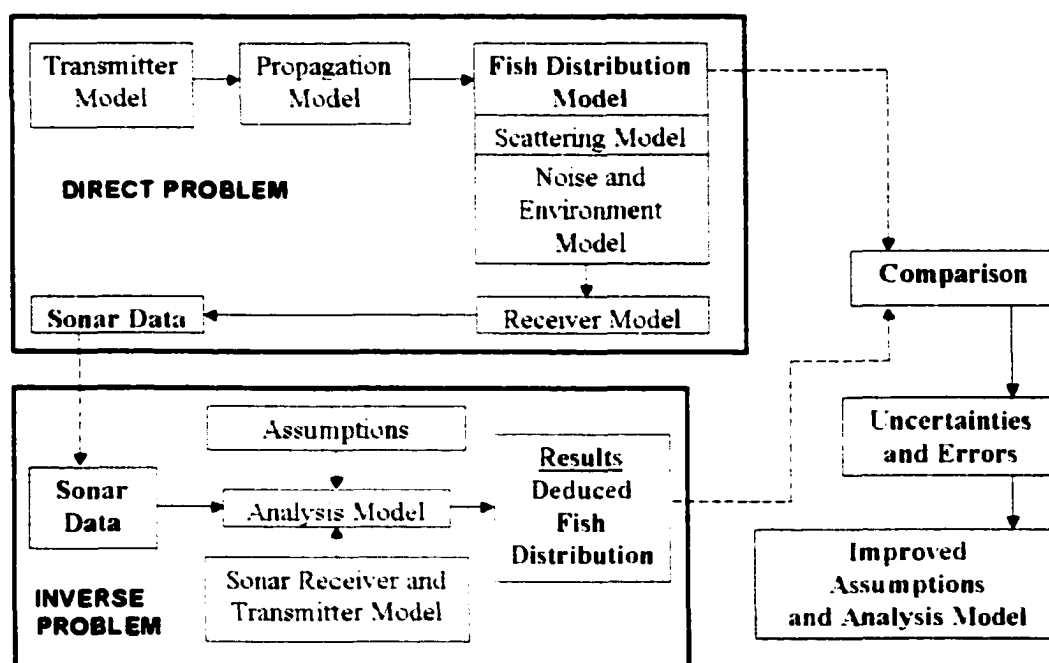 Transmitter
Model
Propagation
Model
Fish Distribution
Model
Scattering Model
Noise and
Environment
Model
DIRECT PROBLEM
Sonar Data
Receiver Model
Comparison
Uncertainties
and Errors
Improved
Assumptions
and Analysis Model
Assumptions
Sonar
Data
Analysis Model
Results
Deduced
Fish
Distribution
Sonar Receiver and
Transmitter Model
INVERSE
PROBLEM